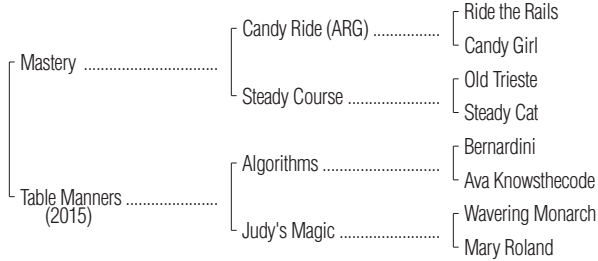 Ride the Rails
Candy Ride (ARG) ................
Candy Girl
Mastery ................................
Old Trieste
Steady Course ......................
Steady Cat
Bernardini
Algorithms ............................
Ava Knowsthecode
Table Manners ......................
(2015)
Wavering Monarch
Judy's Magic ........................
Mary Roland